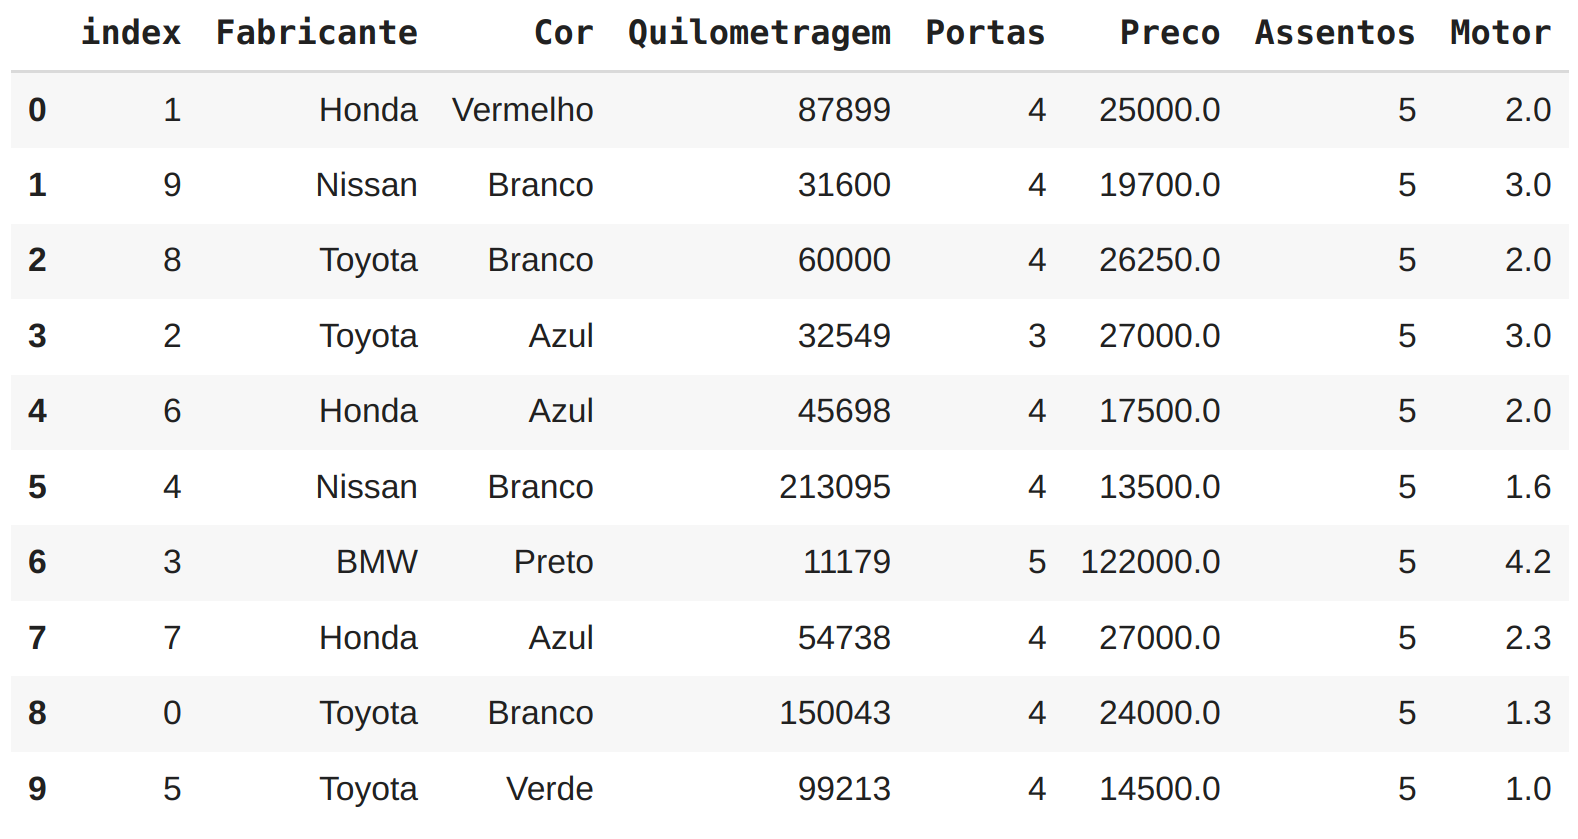 index Fabricante Cor Quilometragem Portas Preco Assentos Motor
0 1 Honda Vermelho 87899 4 25000.0 5 2.0
1 9 Nissan Branco 31600 4 19700.0 5 3.0
2 8 Toyota Branco 60000 4 26250.0 5 2.0
3 2 Toyota Azul 32549 3 27000.0 5 3.0
4 6 Honda Azul 45698 4 17500.0 5 2.0
5 4 Nissan Branco 213095 4 13500.0 5 1.6
6 3 BMW Preto 11179 5 122000.0 5 4.2
7 7 Honda Azul 54738 4 27000.0 5 2.3
8 0 Toyota Branco 150043 4 24000.0 5 1.3
9 5 Toyota Verde 99213 4 14500.0 5 1.0